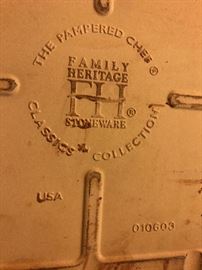 THE PAMPERED CHEF®
FAMILY
HERITAGE
FH®
STONEWARE
CLASSICS COLLECTION
USA
010603